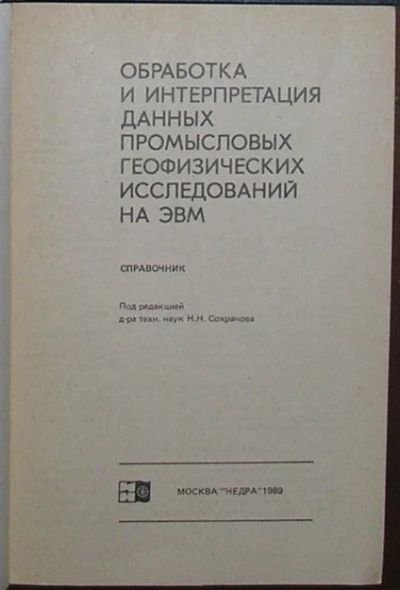 ОБРАБОТКА
И ИНТЕРПРЕТАЦИЯ
ДАННЫХ
ПРОМЫСЛОВЫХ
ГЕОФИЗИЧЕСКИХ
ИССЛЕДОВАНИЙ
НА ЭВМ
СПРАВОЧНИК
Под редакцией
д-ра техн. наук Н.Н. Сохранова
МОСКВА "НЕДРА" 1989